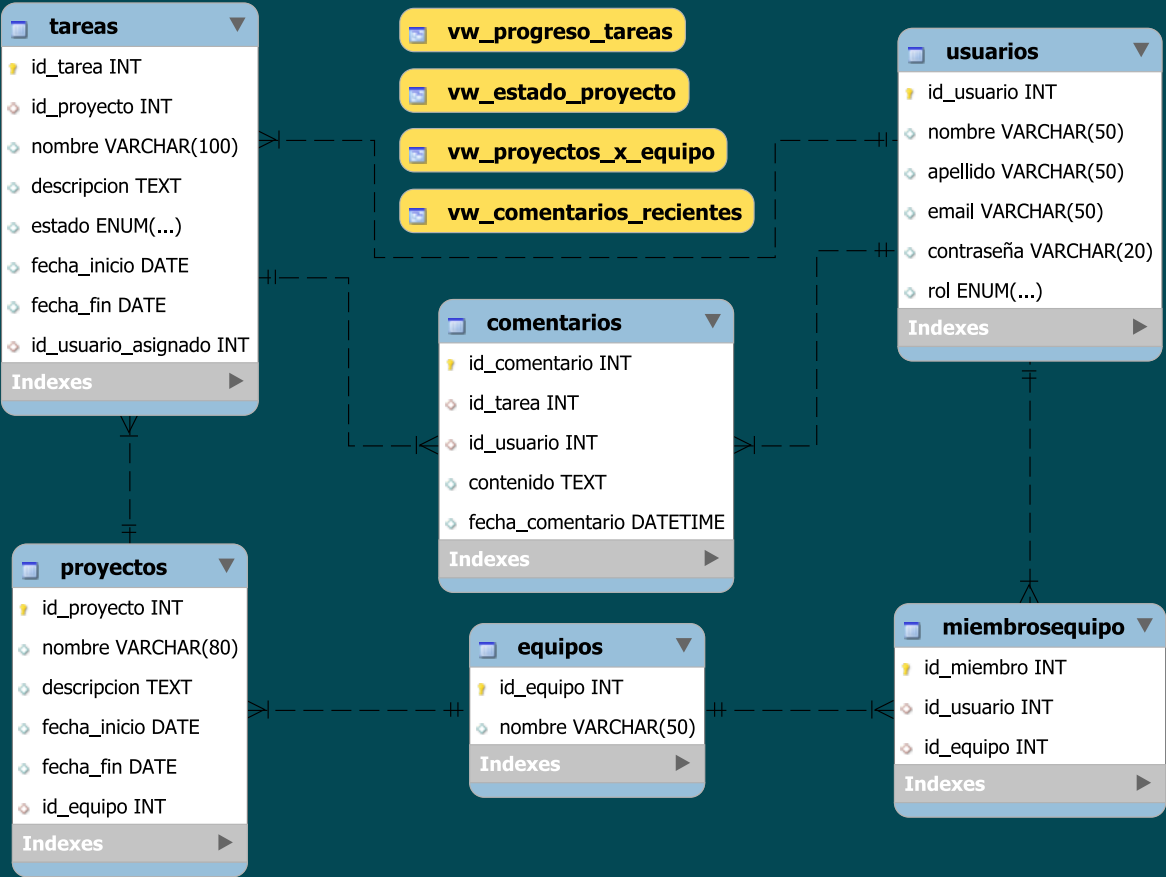 tareas
id_tarea INT
id_proyecto INT
nombre VARCHAR(100)
descripcion TEXT
estado ENUM(...)
fecha_inicio DATE
fecha_fin DATE
id_usuario_asignado INT
Indexes
vw_progreso_tareas
vw_estado_proyecto
vw_proyectos_x_equipo
vw_comentarios_recientes
usuarios
id_usuario INT
nombre VARCHAR(50)
apellido VARCHAR(50)
email VARCHAR(50)
contraseña VARCHAR(20)
rol ENUM(...)
Indexes
comentarios
id_comentario INT
id_tarea INT
id_usuario INT
contenido TEXT
fecha_comentario DATETIME
Indexes
proyectos
id_proyecto INT
nombre VARCHAR(80)
descripcion TEXT
fecha_inicio DATE
fecha_fin DATE
id_equipo INT
Indexes
equipos
id_equipo INT
nombre VARCHAR(50)
Indexes
miembrosequipo
id_miembro INT
id_usuario INT
id_equipo INT
Indexes